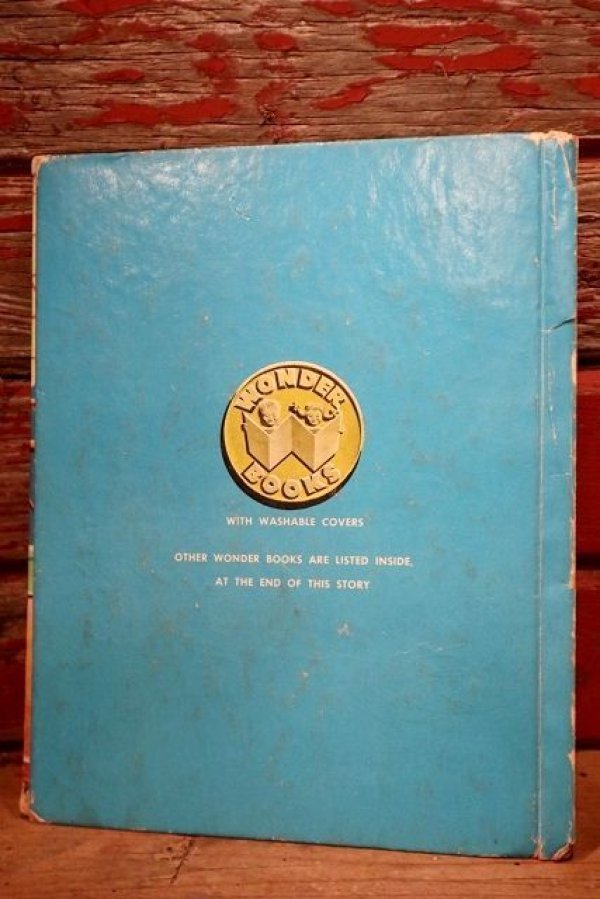 WONDER
BOOKS
WITH WASHABLE COVERS
OTHER WONDER BOOKS ARE LISTED INSIDE,
AT THE END OF THIS STORY